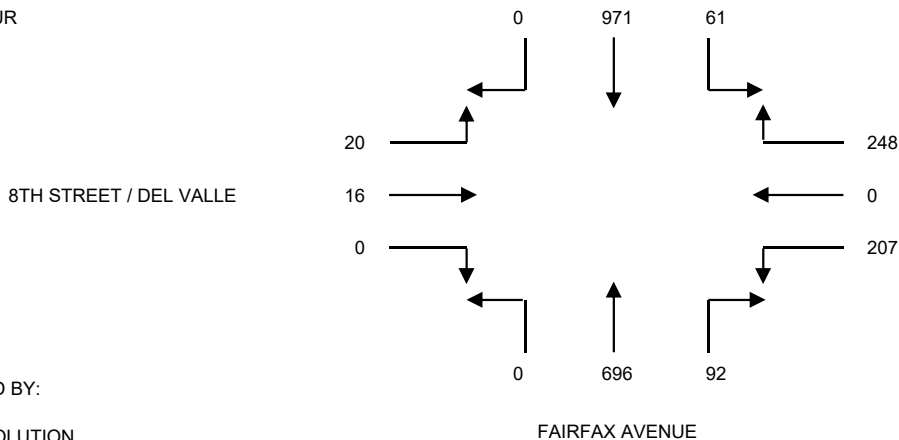 UR
0 971 61
20 248
8TH STREET / DEL VALLE 16 0
0 207
0 696 92
D BY:
OLUTION
FAIRFAX AVENUE